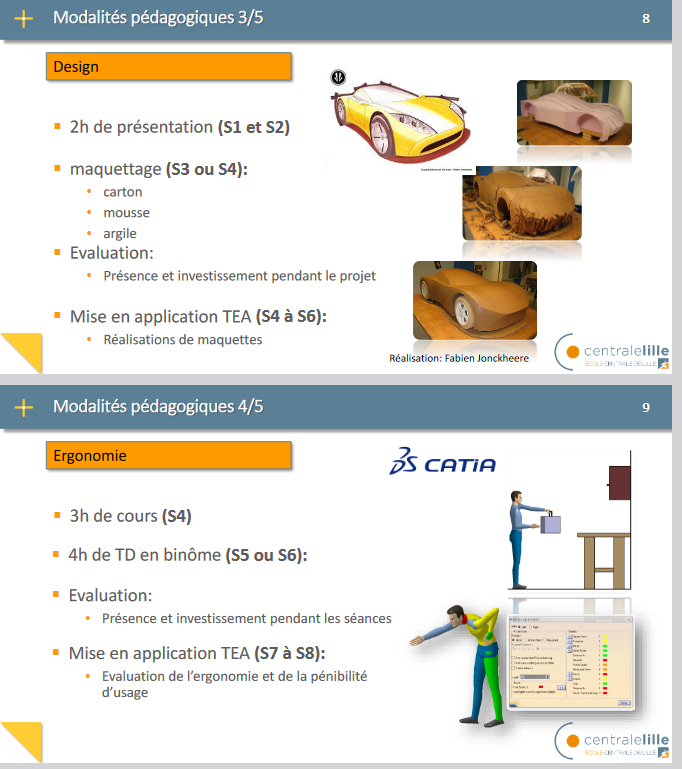 Modalités pédagogiques 3/5
8
Design
2h de présentation (S1 et S2)
maquettage (S3 ou S4):
carton
mousse
argile
Evaluation:
Présence et investissement pendant le projet
Mise en application TEA (S4 à S6):
Réalisations de maquettes
Réalisation: Fabien Jonckheere
centralelille
ÉCOLE CENTRALE DE LILLE
Modalités pédagogiques 4/5
9
Ergonomie
CATIA
3h de cours (S4)
4h de TD en binôme (S5 ou S6):
Evaluation:
Présence et investissement pendant les séances
Mise en application TEA (S7 à S8):
Evaluation de l’ergonomie et de la pénibilité
d’usage
centralelille
ÉCOLE CENTRALE DE LILLE